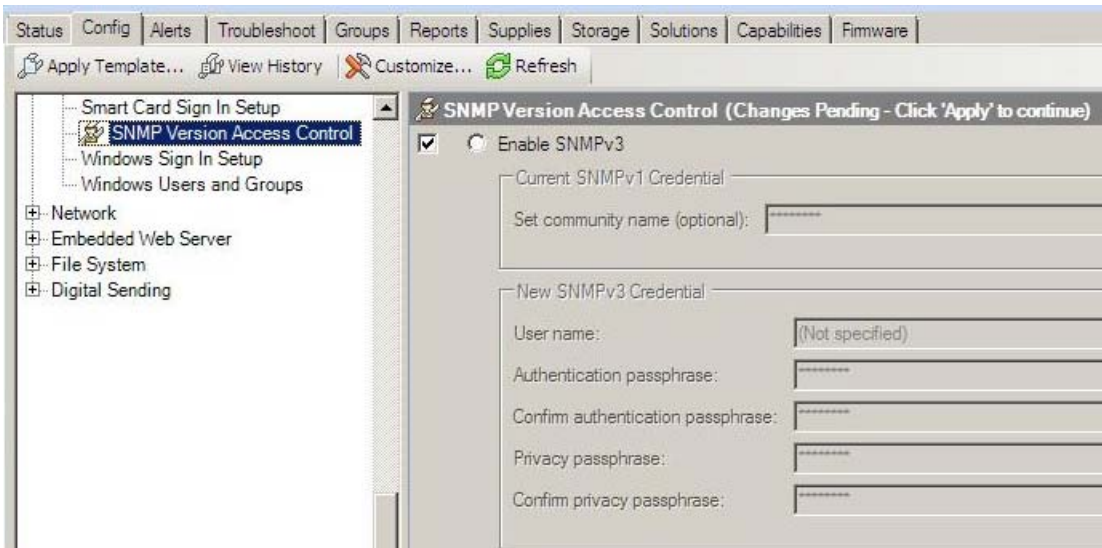 Status Config Alerts Troubleshoot Groups Reports Supplies Storage Solutions Capabilities Firmware
Apply Template... View History Customize... Refresh
Smart Card Sign In Setup
SNMP Version Access Control
Windows Sign In Setup
Windows Users and Groups
Network
Embedded Web Server
File System
Digital Sending
SNMP Version Access Control (Changes Pending - Click 'Apply' to continue)
Enable SNMPv3
Current SNMPv1 Credential
Set community name (optional): ********
New SNMPv3 Credential
User name: (Not specified)
Authentication passphrase: ********
Confirm authentication passphrase: ********
Privacy passphrase: ********
Confirm privacy passphrase: ********